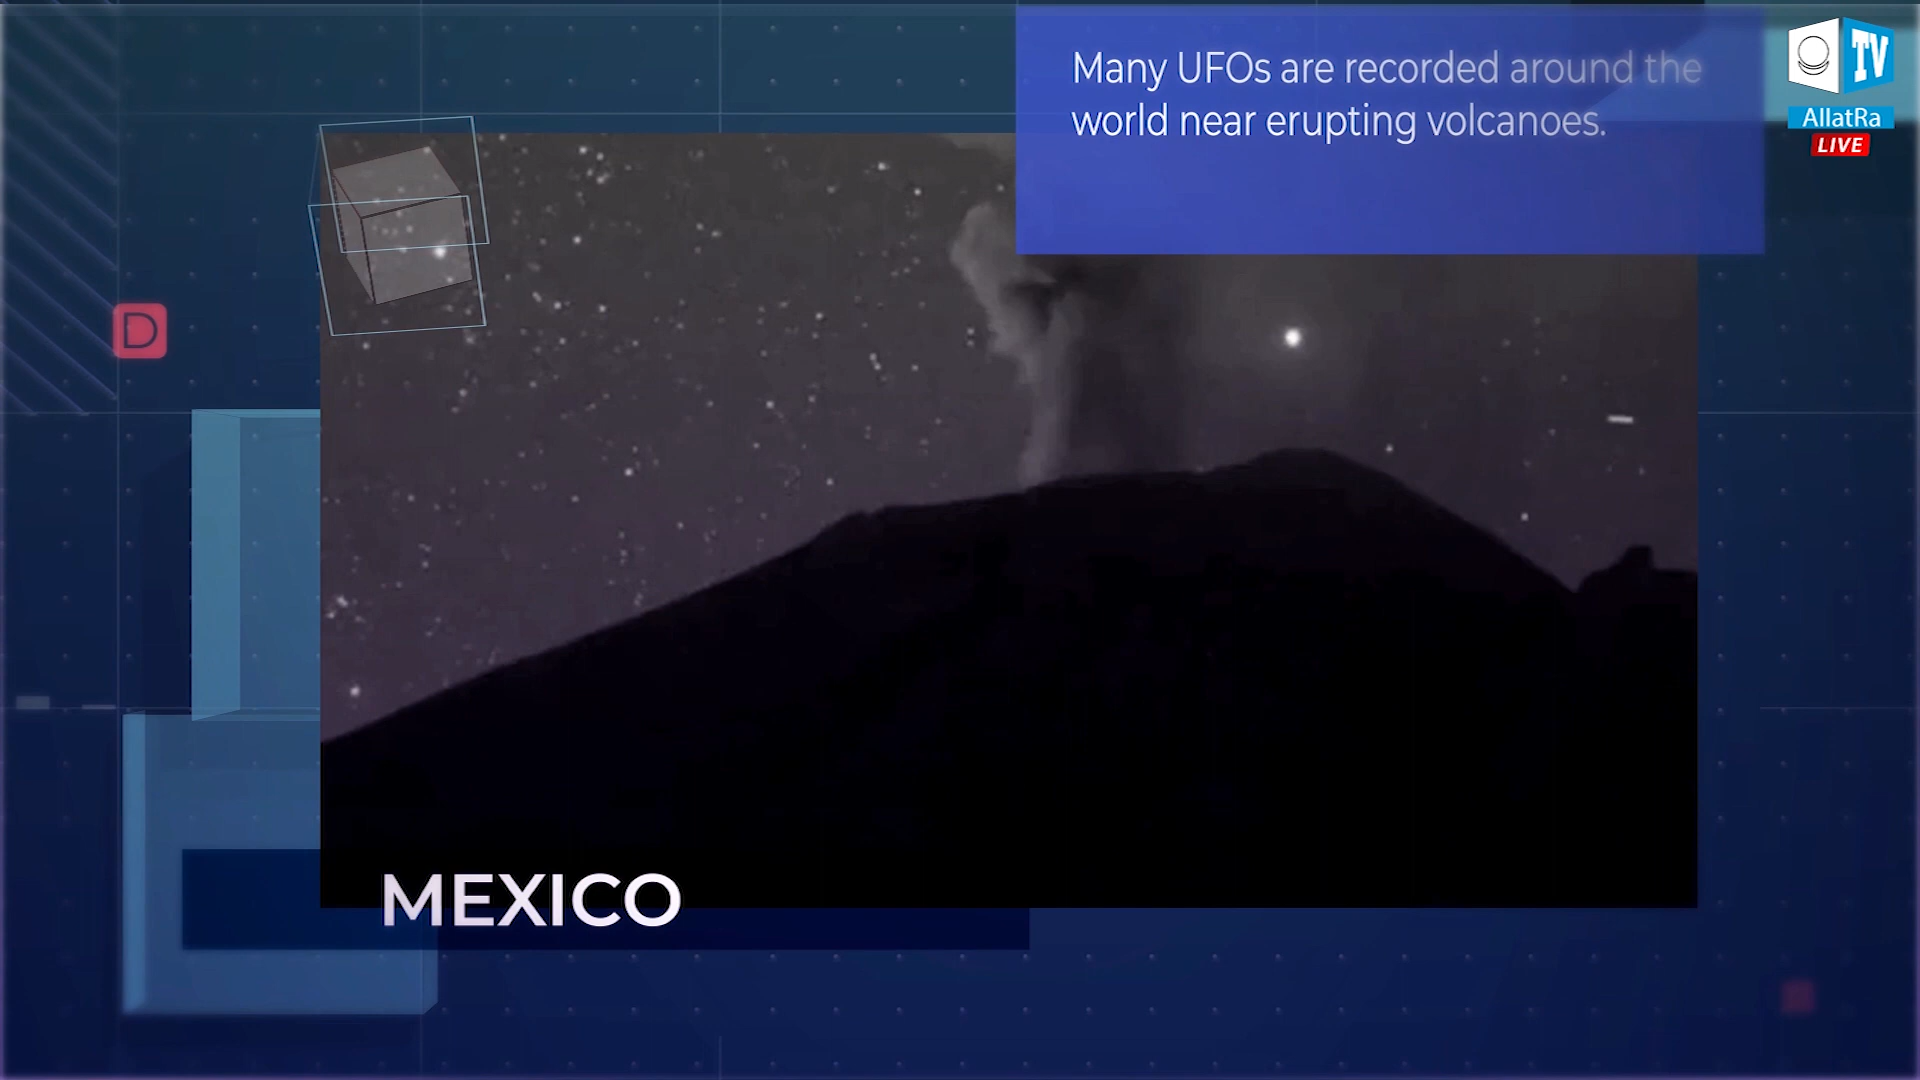 Many UFOs are recorded around the
world near erupting volcanoes.
TV
AllatRa
LIVE
D
MEXICO